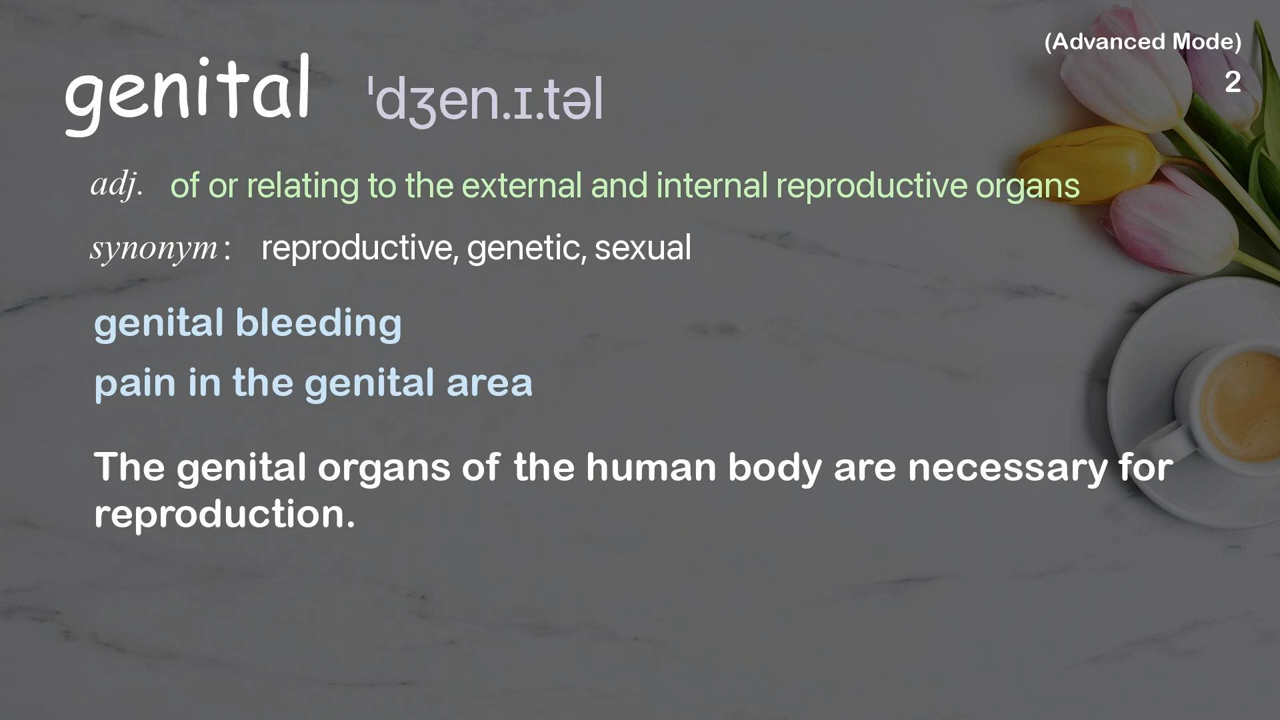 (Advanced Mode)
2
genital ˈdʒen.ɪ.təl
adj. of or relating to the external and internal reproductive organs
synonym: reproductive, genetic, sexual
genital bleeding
pain in the genital area
The genital organs of the human body are necessary for
reproduction.